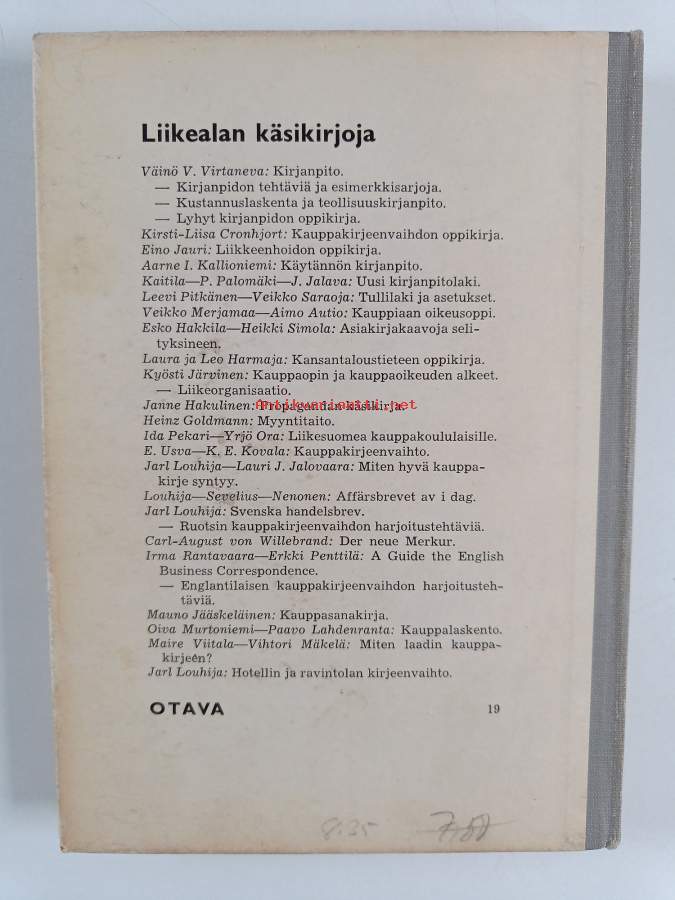 Liikealan käsikirjoja
Väinö V. Virtaneva: Kirjanpito.
— Kirjanpidon tehtäviä ja esimerkkisarjoja.
— Kustannuslaskenta ja teollisuuskirjanpito.
— Lyhyt kirjanpidon oppikirja.
Kirsti-Liisa Cronhjort: Kauppakirjeenvaihdon oppikirja.
Eino Jauri: Liikkeenhoidon oppikirja.
Aarne I. Kallioniemi: Käytännön kirjanpito.
Kaitila—P. Palomäki—J. Jalava: Uusi kirjanpitolaki.
Leevi Pitkänen—Veikko Saraoja: Tullilaki ja asetukset.
Veikko Merjamaa—Aimo Autio: Kauppiaan oikeusoppi.
Esko Hakkila—Heikki Simola: Asiakirjakaavoja seli-
tyksineen.
Laura ja Leo Harmaja: Kansantaloustieteen oppikirja.
Kyösti Järvinen: Kauppaopin ja kauppaoikeuden alkeet.
— Liikeorganisaatio.
Janne Hakulinen: Propagandan käsikirja.
antikvariaatti.net
Heinz Goldmann: Myyntitaito.
Ida Pekari—Yrjö Ora: Liikesuomea kauppakoululaisille.
E. Usva—K. E. Kovala: Kauppakirjeenvaihto.
Jarl Louhija—Lauri J. Jalovaara: Miten hyvä kauppa-
kirje syntyy.
Louhija—Sevelius—Nenonen: Affärsbrevet av i dag.
Jarl Louhija: Svenska handelsbrev.
— Ruotsin kauppakirjeenvaihdon harjoitustehtäviä.
Carl-August von Willebrand: Der neue Merkur.
Irma Rantavaara—Erkki Penttilä: A Guide the English
Business Correspondence.
— Englantilaisen kauppakirjeenvaihdon harjoitusteh-
täviä.
Mauno Jääskeläinen: Kauppasanakirja.
Oiva Murtoniemi—Paavo Lahdenranta: Kauppalaskento.
Maire Viitala—Vihtori Mäkelä: Miten laadin kauppa-
kirjeen?
Jarl Louhija: Hotellin ja ravintolan kirjeenvaihto.
OTAVA 19
8.35